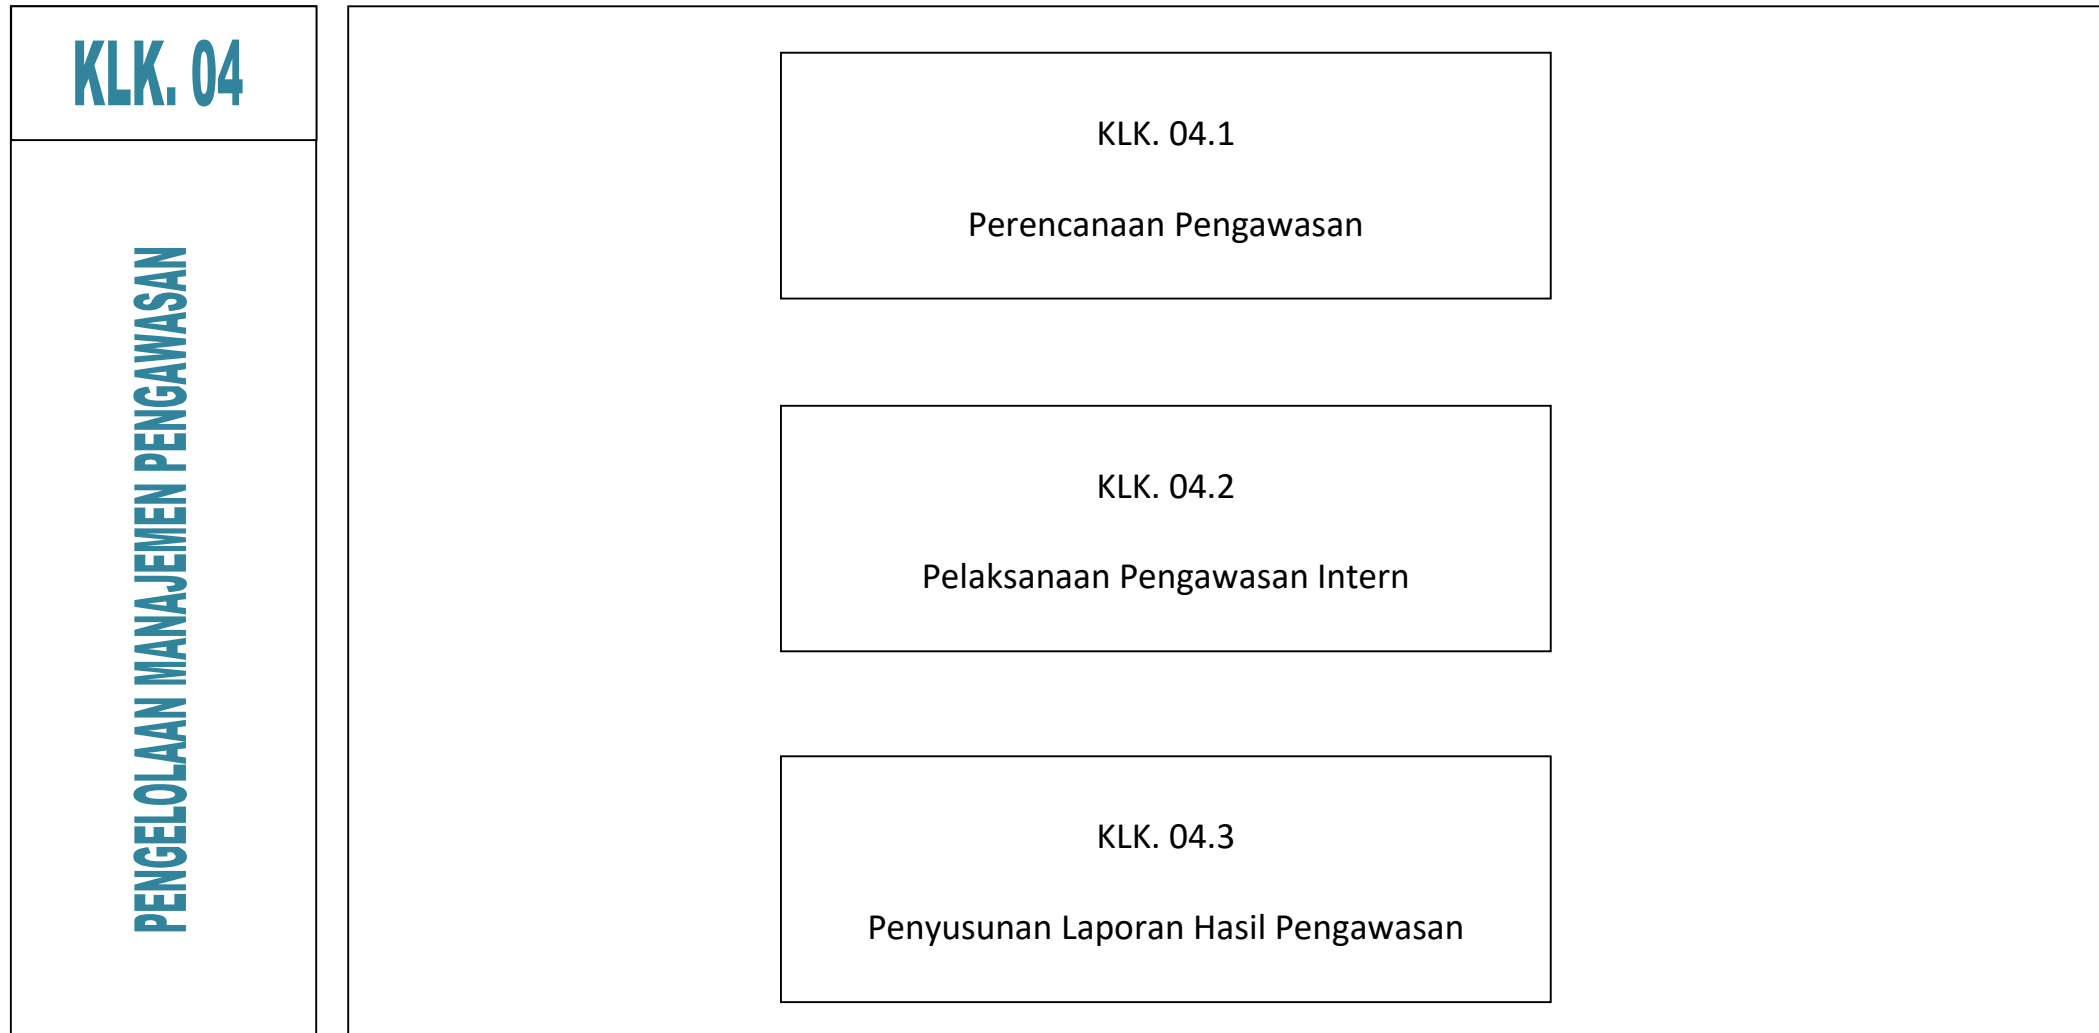 KLK. 04
PENGELOLAAN MANAJEMEN PENGAWASAN
KLK. 04.1
Perencanaan Pengawasan
KLK. 04.2
Pelaksanaan Pengawasan Intern
KLK. 04.3
Penyusunan Laporan Hasil Pengawasan